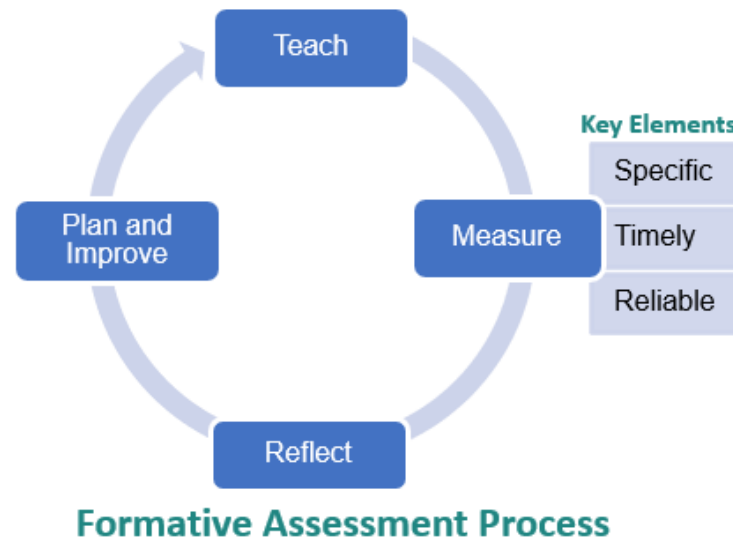 Teach
Key Elements
Specific
Plan and
Improve
Measure
Timely
Reliable
Reflect
Formative Assessment Process